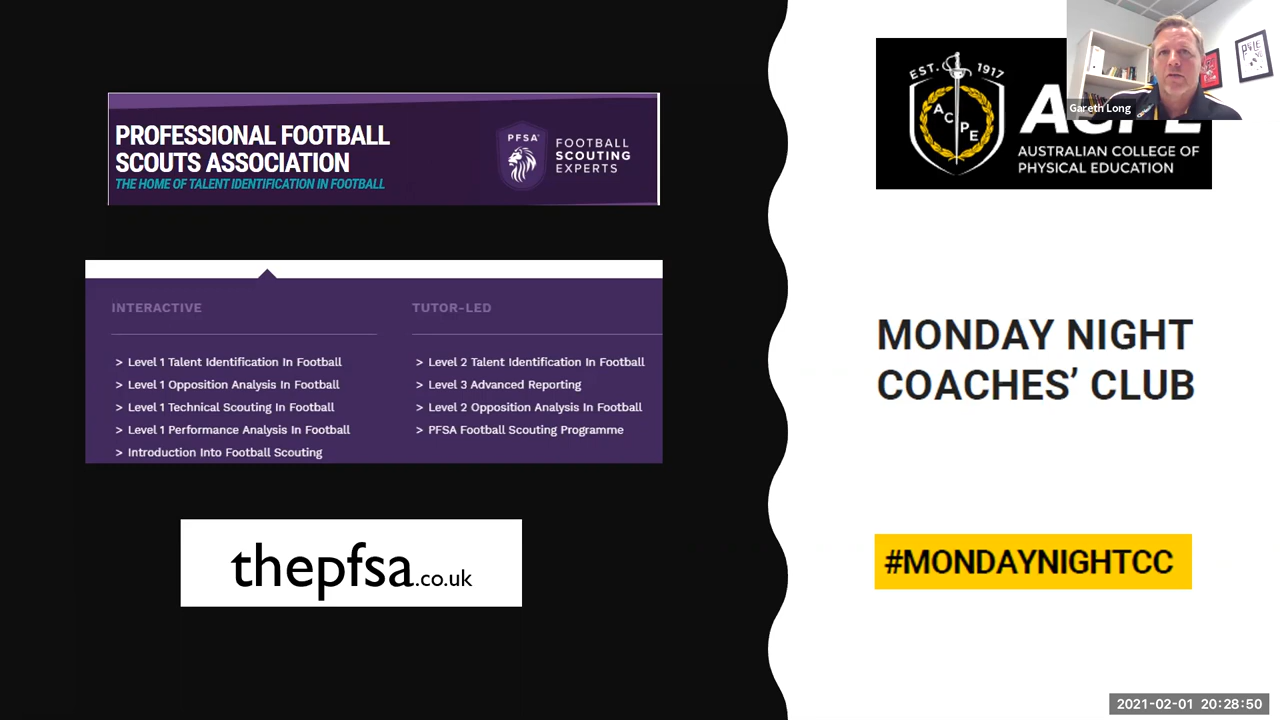 PROFESSIONAL FOOTBALL
SCOUTS ASSOCIATION
THE HOME OF TALENT IDENTIFICATION IN FOOTBALL
PFSA
FOOTBALL
SCOUTING
EXPERTS
INTERACTIVE
> Level 1 Talent Identification In Football
> Level 1 Opposition Analysis In Football
> Level 1 Technical Scouting In Football
> Level 1 Performance Analysis In Football
> Introduction Into Football Scouting
TUTOR-LED
> Level 2 Talent Identification In Football
> Level 3 Advanced Reporting
> Level 2 Opposition Analysis In Football
> PFSA Football Scouting Programme
thepfsa.co.uk
EST. 1917
ACPE
Gareth Long
AUSTRALIAN COLLEGE OF
PHYSICAL EDUCATION
MONDAY NIGHT
COACHES’ CLUB
#MONDAYNIGHTCC
2021-02-01 20:28:50